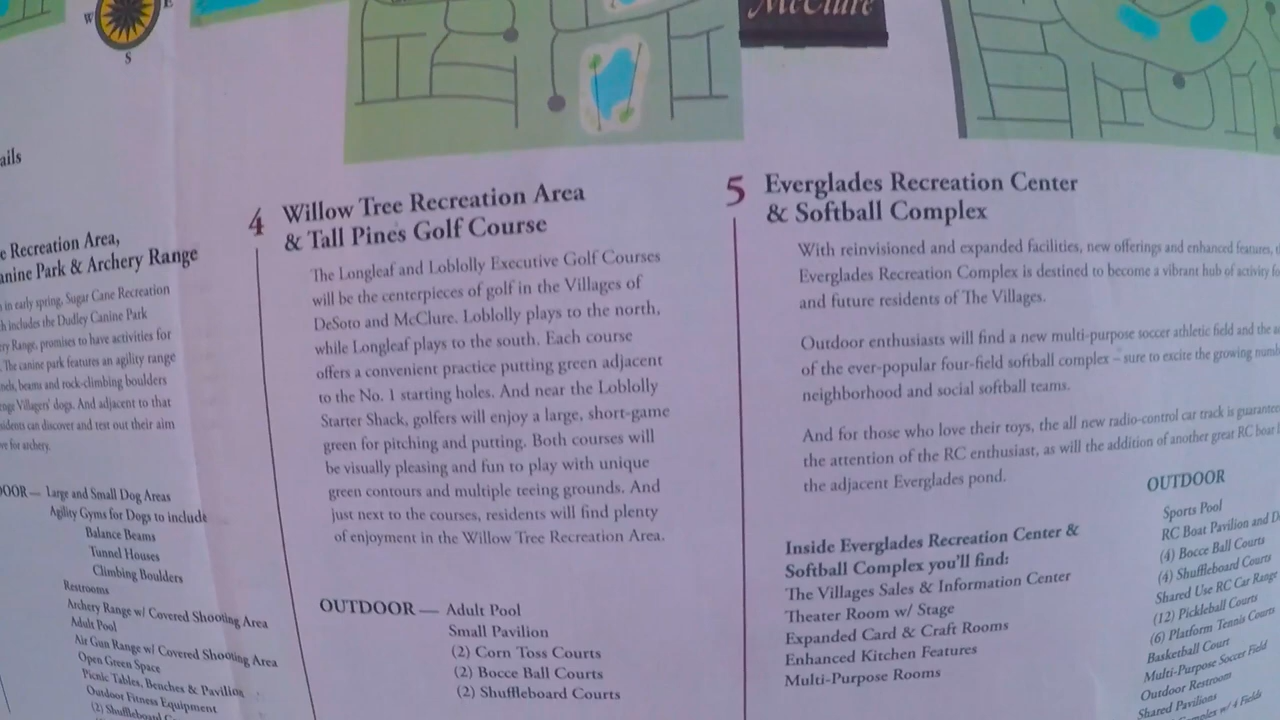 W
E
S
McClure
ails
e Recreation Area,
anine Park & Archery Range
in early spring, Sugar Cane Recreation
h includes the Dudley Canine Park
ry Range, promises to have activities for
The canine park features an agility range
beams and rock-climbing boulders
Villagers' dogs. And adjacent to that
sidents can discover and test out their aim
for archery.
OOR — Large and Small Dog Areas
Agility Gyms for Dogs to include
Balance Beams
Tunnel Houses
Climbing Boulders
Restrooms
Archery Range w/ Covered Shooting Area
Adult Pool
Air Gun Range w/ Covered Shooting Area
Open Green Space
Picnic Tables, Benches & Pavilion
Outdoor Fitness Equipment
(2) Shuffleboard
4 Willow Tree Recreation Area
& Tall Pines Golf Course
The Longleaf and Loblolly Executive Golf Courses
will be the centerpieces of golf in the Villages of
DeSoto and McClure. Loblolly plays to the north,
while Longleaf plays to the south. Each course
offers a convenient practice putting green adjacent
to the No. 1 starting holes. And near the Loblolly
Starter Shack, golfers will enjoy a large, short-game
green for pitching and putting. Both courses will
be visually pleasing and fun to play with unique
green contours and multiple teeing grounds. And
just next to the courses, residents will find plenty
of enjoyment in the Willow Tree Recreation Area.
OUTDOOR — Adult Pool
Small Pavilion
(2) Corn Toss Courts
(2) Bocce Ball Courts
(2) Shuffleboard Courts
5 Everglades Recreation Center
& Softball Complex
With reinvisioned and expanded facilities, new offerings and enhanced features,
Everglades Recreation Complex is destined to become a vibrant hub of activity
and future residents of The Villages.
Outdoor enthusiasts will find a new multi-purpose soccer athletic field and the
of the ever-popular four-field softball complex – sure to excite the growing
neighborhood and social softball teams.
And for those who love their toys, the all new radio-control car track is
the attention of the RC enthusiast, as will the addition of another great RC boat
the adjacent Everglades pond.
Inside Everglades Recreation Center &
Softball Complex you'll find:
The Villages Sales & Information Center
Theater Room w/ Stage
Expanded Card & Craft Rooms
Enhanced Kitchen Features
Multi-Purpose Rooms
OUTDOOR
Sports Pool
RC Boat Pavilion and D
(4) Bocce Ball Courts
(4) Shuffleboard Courts
Shared Use RC Car Range
(12) Pickleball Courts
(6) Platform Tennis Courts
Basketball Court
Multi-Purpose Soccer Field
Outdoor Restrooms
Shared Pavilions
w/ 4 Fields